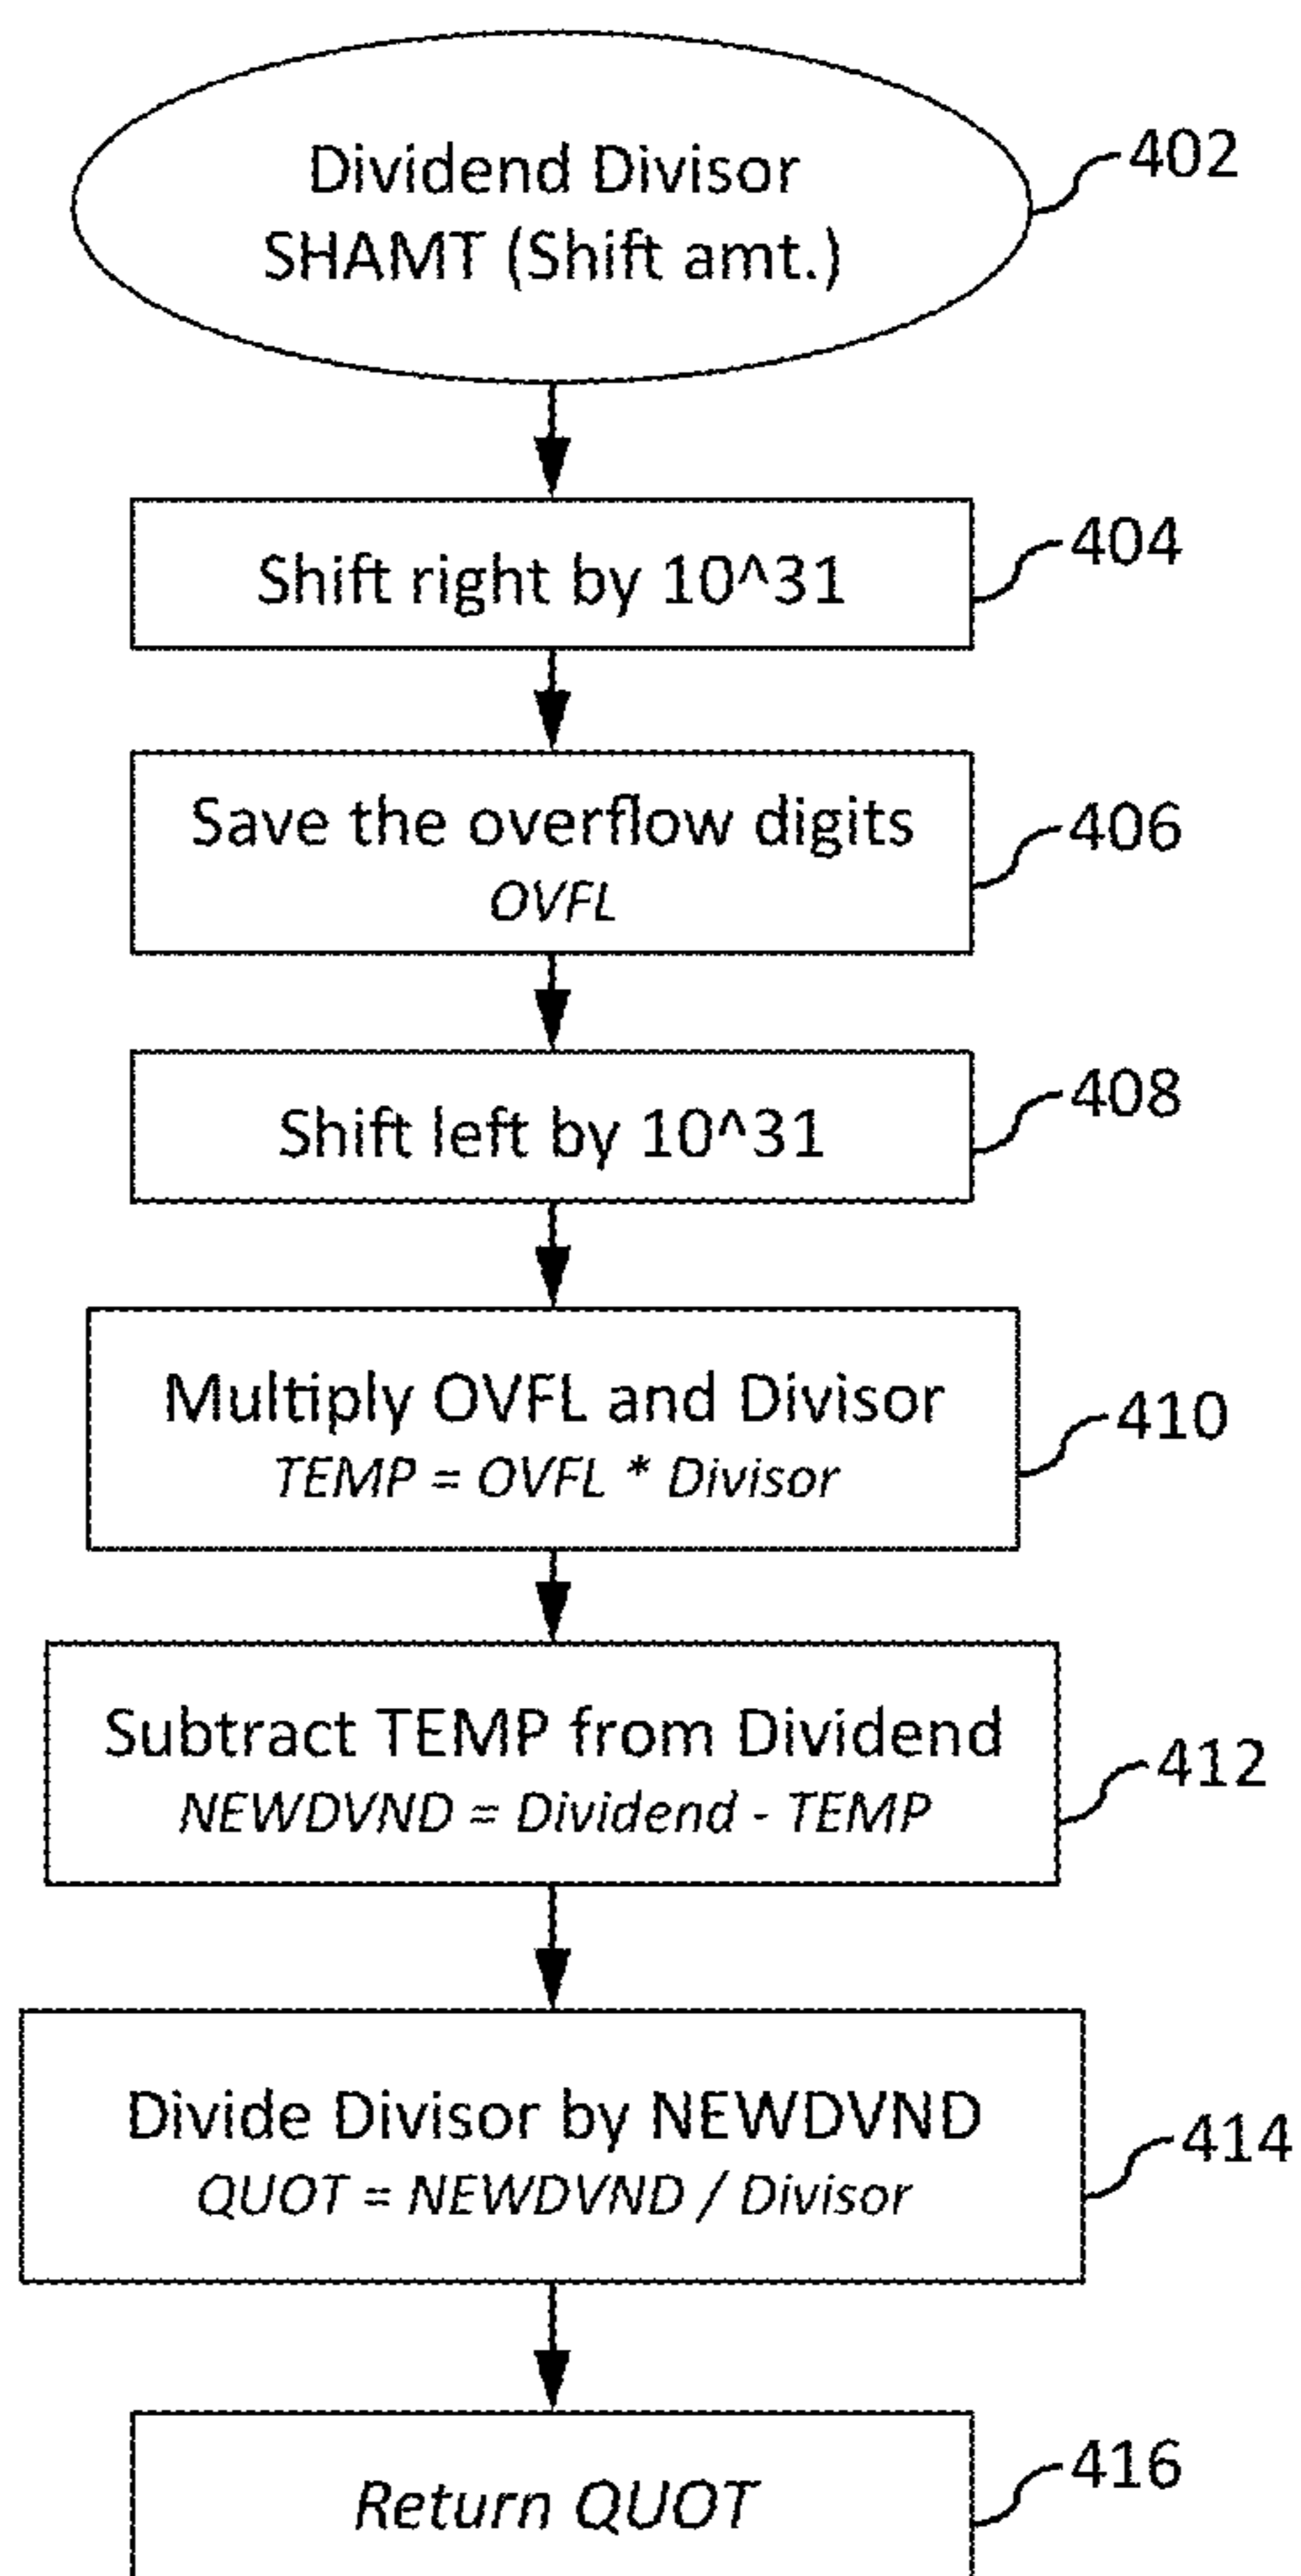 Dividend Divisor
SHAMT (Shift amt.)
402
Shift right by 10^31
404
Save the overflow digits
OVFL
406
Shift left by 10^31
408
Multiply OVFL and Divisor
TEMP = OVFL * Divisor
410
Subtract TEMP from Dividend
NEWDVND = Dividend - TEMP
412
Divide Divisor by NEWDVND
QUOT = NEWDVND / Divisor
414
Return QUOT
416